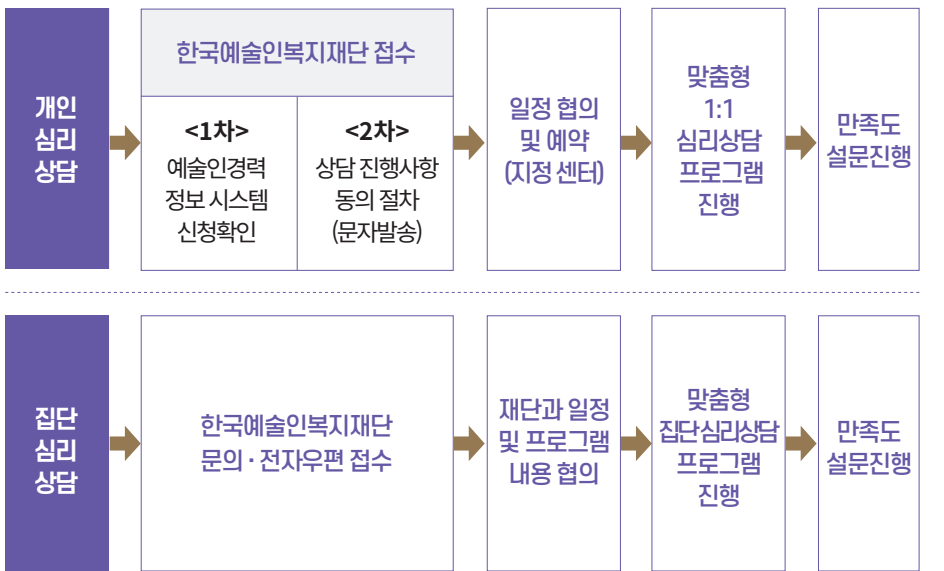 개인
심리
상담
한국예술인복지재단 접수
<1차>
예술인경력
정보 시스템
신청확인
<2차>
상담 진행사항
동의 절차
(문자발송)
일정 협의
및 예약
(지정 센터)
맞춤형
1:1
심리상담
프로그램
진행
만족도
설문진행
집단
심리
상담
한국예술인복지재단
문의 · 전자우편 접수
재단과 일정
및 프로그램
내용 협의
맞춤형
집단심리상담
프로그램
진행
만족도
설문진행